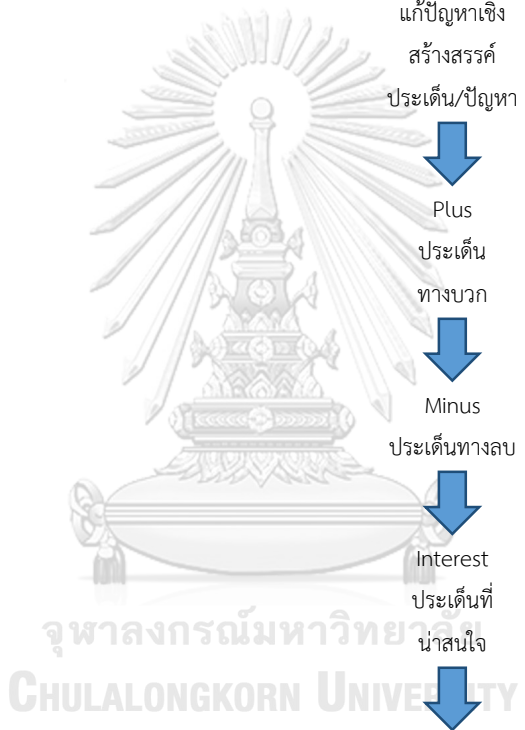 แก้ปัญหาเชิง
สร้างสรรค์
ประเด็น/ปัญหา
Plus
ประเด็น
ทางบวก
Minus
ประเด็นทางลบ
Interest
ประเด็นที่
น่าสนใจ
จุฬาลงกรณ์มหาวิทยาลัย
CHULALONGKORN UNIVERSITY